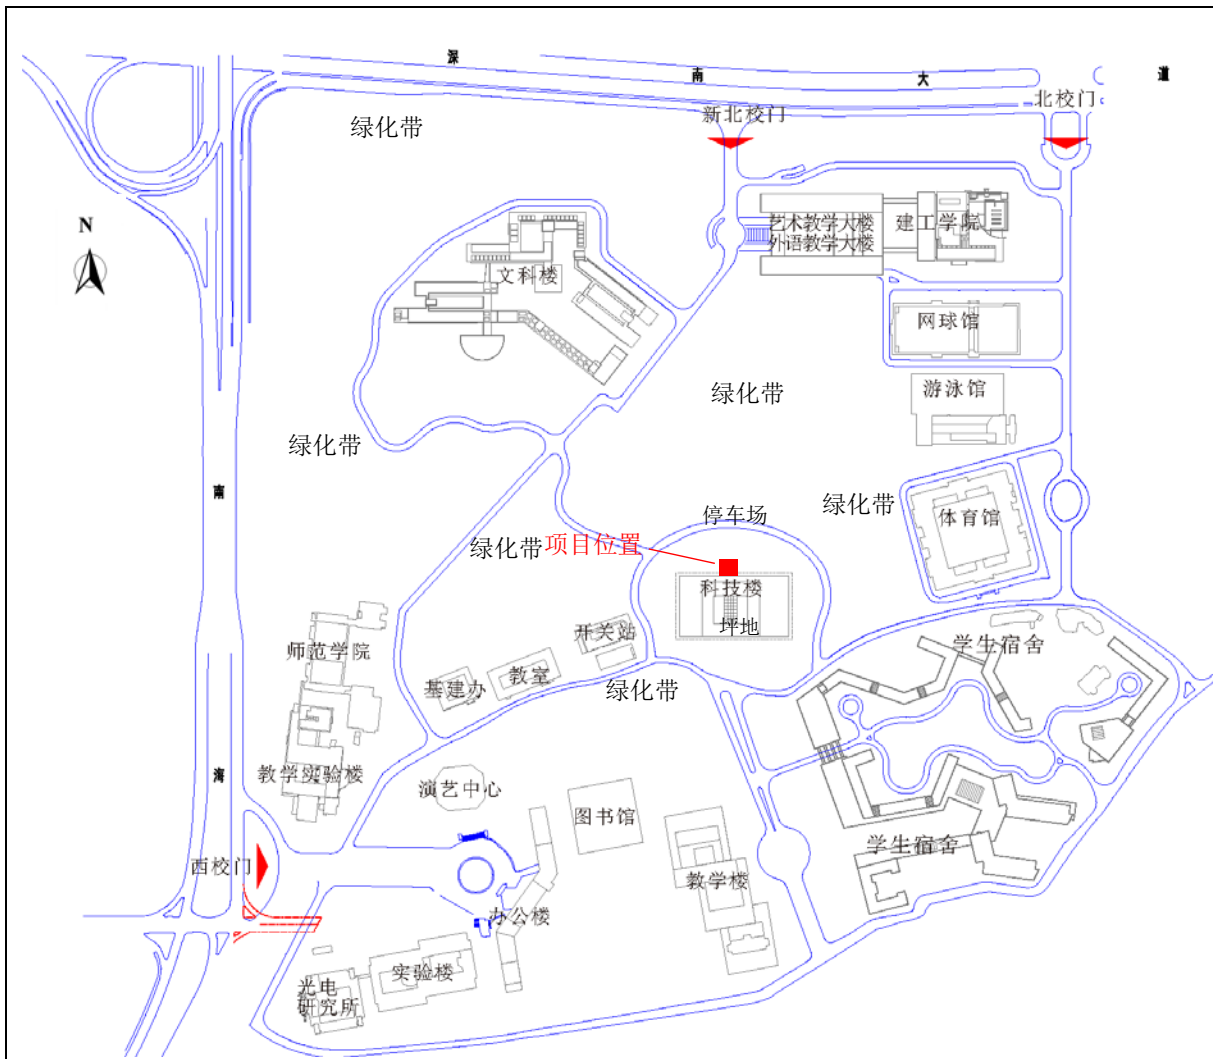 深 南 大 道
新北校门
北校门
绿化带
N
艺术教学大楼
外语教学大楼
建工学院
文科楼
网球馆
游泳馆
绿化带
绿化带
南
绿化带
体育馆
停车场
绿化带
项目位置
科技楼
坪地
开关站
师范学院
学生宿舍
基建办
教室
绿化带
海
教学实验楼
演艺中心
图书馆
学生宿舍
西校门
教学楼
办公楼
实验楼
光电
研究所